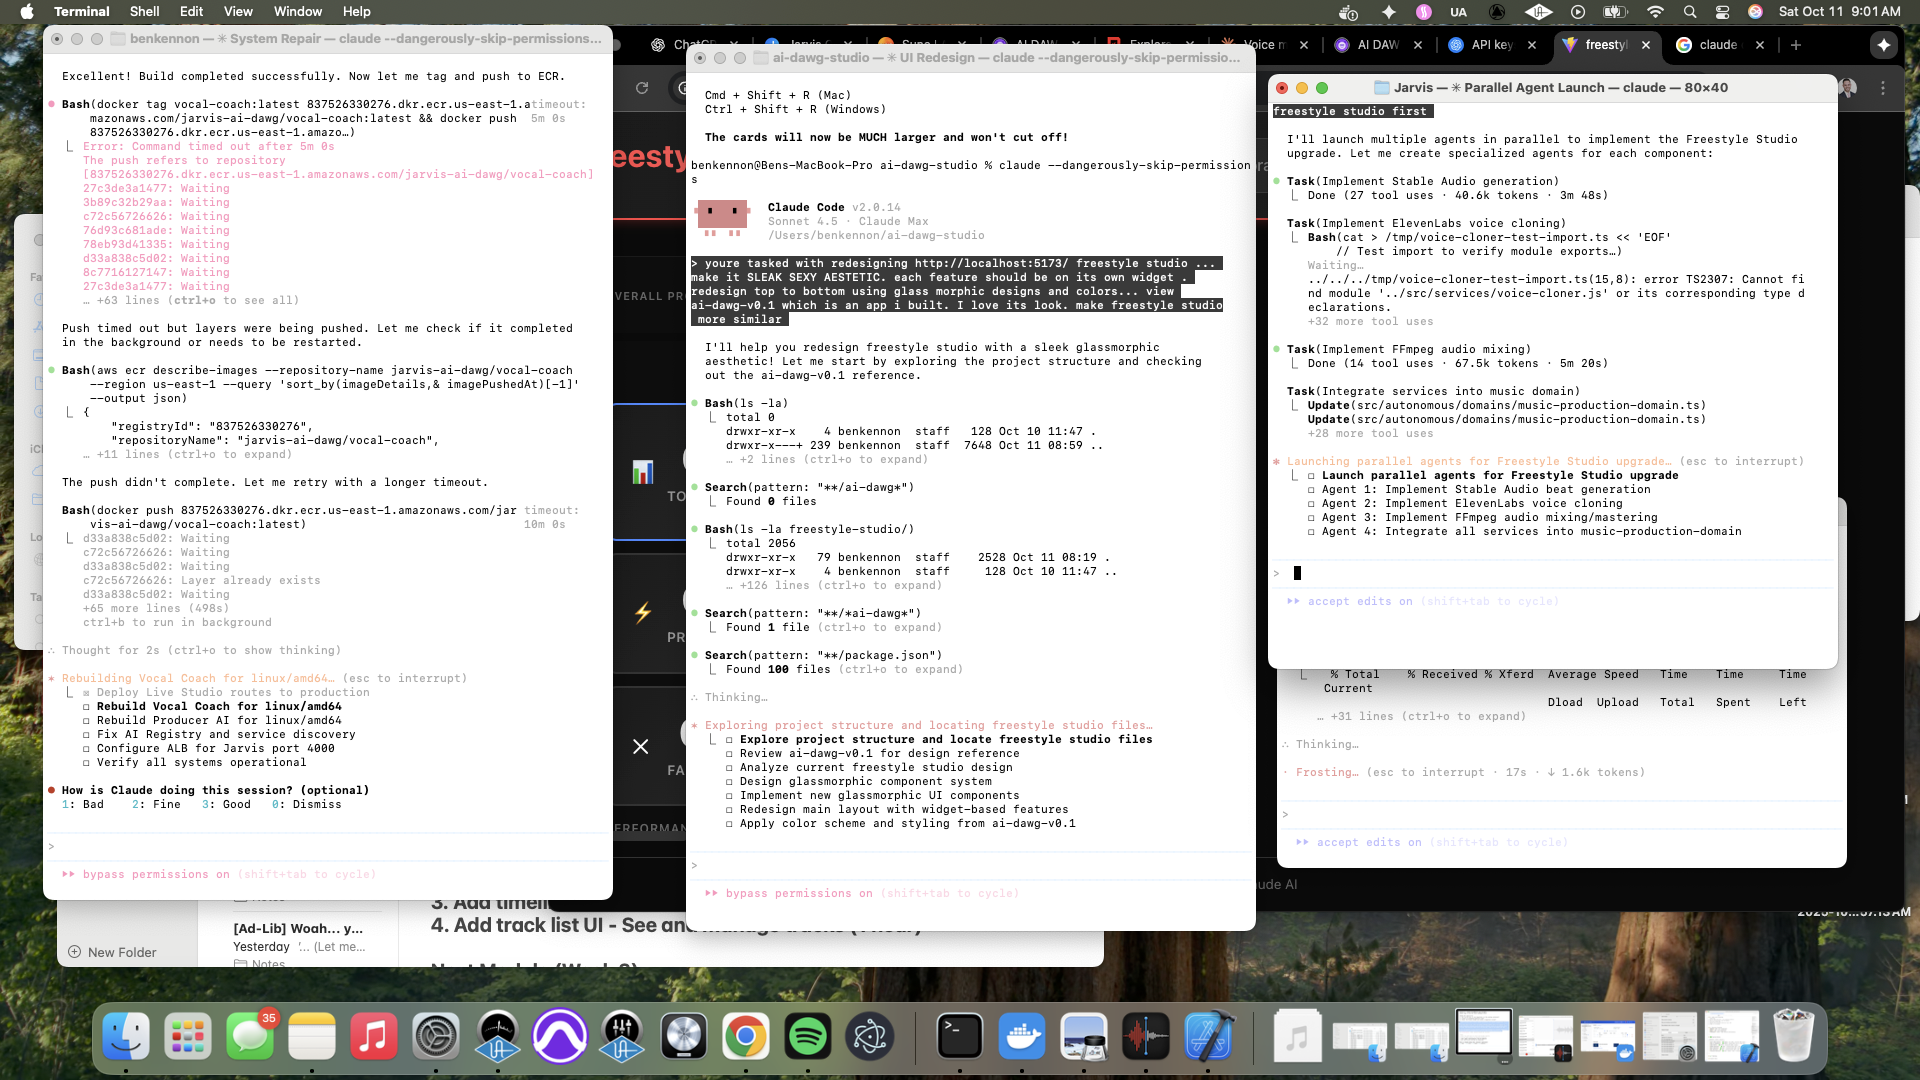 Terminal Shell Edit View Window Help
UA
Sat Oct 11 9:01 AM
benkennon — ✳ System Repair — claude --dangerously-skip-permissions...
Excellent! Build completed successfully. Now let me tag and push to ECR.
Bash(docker tag vocal-coach:latest 837526330276.dkr.ecr.us-east-1.a timeout:
mazonaws.com/jarvis-ai-dawg/vocal-coach:latest && docker push 5m 0s
837526330276.dkr.ecr.us-east-1.amazo…)
Error: Command timed out after 5m 0s
The push refers to repository
[837526330276.dkr.ecr.us-east-1.amazonaws.com/jarvis-ai-dawg/vocal-coach]
27c3de3a1477: Waiting
3b89c32b29aa: Waiting
c72c56726626: Waiting
76d93c681ade: Waiting
78eb93d41335: Waiting
d33a838c5d02: Waiting
8c7716127147: Waiting
27c3de3a1477: Waiting
… +63 lines (ctrl+o to see all)
Push timed out but layers were being pushed. Let me check if it completed
in the background or needs to be restarted.
Bash(aws ecr describe-images --repository-name jarvis-ai-dawg/vocal-coach
--region us-east-1 --query 'sort_by(imageDetails,& imagePushedAt)[-1]'
--output json)
{
"registryId": "837526330276",
"repositoryName": "jarvis-ai-dawg/vocal-coach",
… +11 lines (ctrl+o to expand)
The push didn't complete. Let me retry with a longer timeout.
Bash(docker push 837526330276.dkr.ecr.us-east-1.amazonaws.com/jar timeout:
vis-ai-dawg/vocal-coach:latest) 10m 0s
d33a838c5d02: Waiting
c72c56726626: Waiting
d33a838c5d02: Waiting
c72c56726626: Layer already exists
d33a838c5d02: Waiting
+65 more lines (498s)
ctrl+b to run in background
∴ Thought for 2s (ctrl+o to show thinking)
✶ Rebuilding Vocal Coach for linux/amd64… (esc to interrupt)
☒ Deploy Live Studio routes to production
☐ Rebuild Vocal Coach for linux/amd64
☐ Rebuild Producer AI for linux/amd64
☐ Fix AI Registry and service discovery
☐ Configure ALB for Jarvis port 4000
☐ Verify all systems operational
● How is Claude doing this session? (optional)
1: Bad 2: Fine 3: Good 0: Dismiss
>
▸▸ bypass permissions on (shift+tab to cycle)
ai-dawg-studio — ✳ UI Redesign — claude --dangerously-skip-permissio...
Cmd + Shift + R (Mac)
Ctrl + Shift + R (Windows)
The cards will now be MUCH larger and won't cut off!
benkennon@Bens-MacBook-Pro ai-dawg-studio % claude --dangerously-skip-permission
s
Claude Code v2.0.14
Sonnet 4.5 · Claude Max
/Users/benkennon/ai-dawg-studio
> youre tasked with redesigning http://localhost:5173/ freestyle studio ...
make it SLEAK SEXY AESTETIC. each feature should be on its own widget .
redesign top to bottom using glass morphic designs and colors... view
ai-dawg-v0.1 which is an app i built. I love its look. make freestyle studio
more similar
I'll help you redesign freestyle studio with a sleek glassmorphic
aesthetic! Let me start by exploring the project structure and checking
out the ai-dawg-v0.1 reference.
Bash(ls -la)
total 0
drwxr-xr-x 4 benkennon staff 128 Oct 10 11:47 .
drwxr-x---+ 239 benkennon staff 7648 Oct 11 08:59 ..
… +2 lines (ctrl+o to expand)
Search(pattern: "**/ai-dawg*")
Found 0 files
Bash(ls -la freestyle-studio/)
total 2056
drwxr-xr-x 79 benkennon staff 2528 Oct 11 08:19 .
drwxr-xr-x 4 benkennon staff 128 Oct 10 11:47 ..
… +126 lines (ctrl+o to expand)
Search(pattern: "**/*ai-dawg*")
Found 1 file (ctrl+o to expand)
Search(pattern: "**/package.json")
Found 100 files (ctrl+o to expand)
∴ Thinking…
✶ Exploring project structure and locating freestyle studio files…
☐ Explore project structure and locate freestyle studio files
☐ Review ai-dawg-v0.1 for design reference
☐ Analyze current freestyle studio design
☐ Design glassmorphic component system
☐ Implement new glassmorphic UI components
☐ Redesign main layout with widget-based features
☐ Apply color scheme and styling from ai-dawg-v0.1
>
▸▸ bypass permissions on (shift+tab to cycle)
Voice m
AI DAW
API key
freestyl
claude
Jarvis — ✳ Parallel Agent Launch — claude — 80×40
freestyle studio first
I'll launch multiple agents in parallel to implement the Freestyle Studio
upgrade. Let me create specialized agents for each component:
Task(Implement Stable Audio generation)
Done (27 tool uses · 40.6k tokens · 3m 48s)
Task(Implement ElevenLabs voice cloning)
Bash(cat > /tmp/voice-cloner-test-import.ts << 'EOF'
// Test import to verify module exports…)
Waiting…
../../../tmp/voice-cloner-test-import.ts(15,8): error TS2307: Cannot fi
nd module '../src/services/voice-cloner.js' or its corresponding type d
eclarations.
+32 more tool uses
Task(Implement FFmpeg audio mixing)
Done (14 tool uses · 67.5k tokens · 5m 20s)
Task(Integrate services into music domain)
Update(src/autonomous/domains/music-production-domain.ts)
Update(src/autonomous/domains/music-production-domain.ts)
+28 more tool uses
✻ Launching parallel agents for Freestyle Studio upgrade… (esc to interrupt)
☐ Launch parallel agents for Freestyle Studio upgrade
☐ Agent 1: Implement Stable Audio beat generation
☐ Agent 2: Implement ElevenLabs voice cloning
☐ Agent 3: Implement FFmpeg audio mixing/mastering
☐ Agent 4: Integrate all services into music-production-domain
>
▸▸ accept edits on (shift+tab to cycle)
% Total % Received % Xferd Average Speed Time Time Time
Current
Dload Upload Total Spent Left
… +31 lines (ctrl+o to expand)
∴ Thinking…
· Frosting… (esc to interrupt · 17s · ↓ 1.6k tokens)
>
▸▸ accept edits on (shift+tab to cycle)
eesty
VERALL PR
TO
PR
FA
ERFORMA
ude AI
4. Add track list UI - See and
[Ad-Lib] Woah... y...
Yesterday '... (Let me...
Notes
New Folder
35